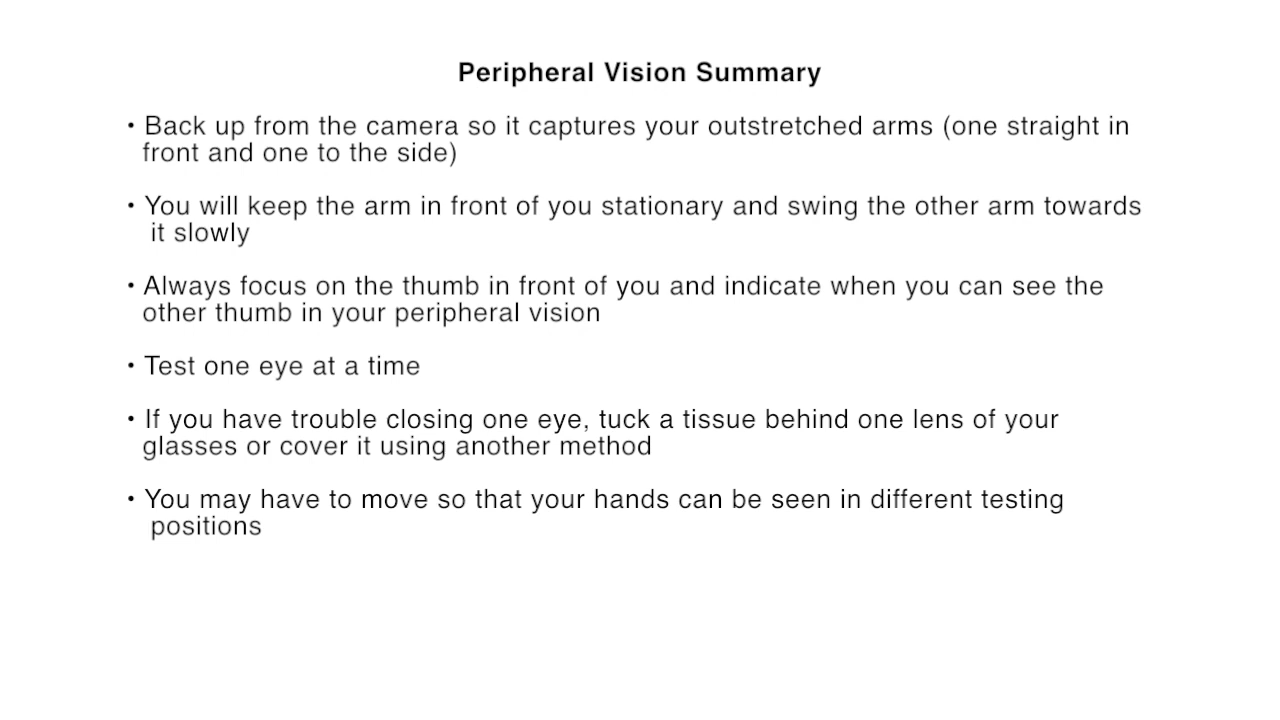 Peripheral Vision Summary
• Back up from the camera so it captures your outstretched arms (one straight in
front and one to the side)
• You will keep the arm in front of you stationary and swing the other arm towards
it slowly
• Always focus on the thumb in front of you and indicate when you can see the
other thumb in your peripheral vision
• Test one eye at a time
• If you have trouble closing one eye, tuck a tissue behind one lens of your
glasses or cover it using another method
• You may have to move so that your hands can be seen in different testing
positions